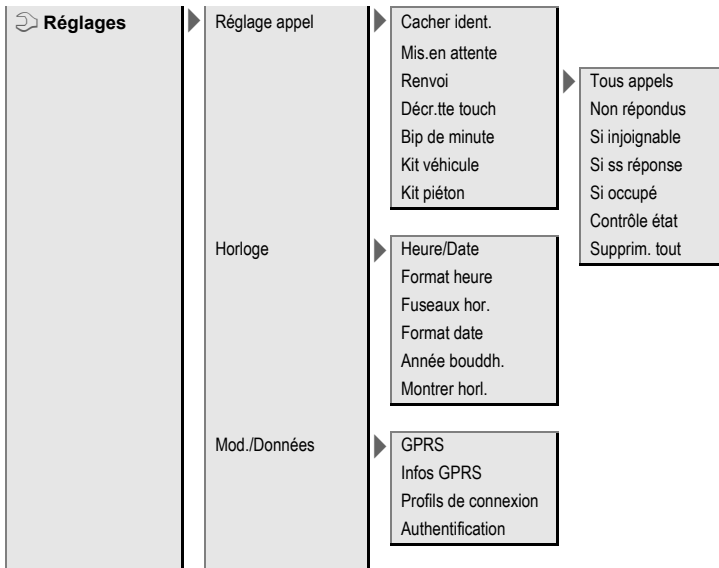 Réglages
Réglage appel
Cacher ident.
Mis.en attente
Renvoi
Décr.tte touch
Bip de minute
Kit véhicule
Kit piéton
Tous appels
Non répondus
Si injoignable
Si ss réponse
Si occupé
Contrôle état
Supprim. tout
Horloge
Heure/Date
Format heure
Fuseaux hor.
Format date
Année bouddh.
Montrer horl.
Mod./Données
GPRS
Infos GPRS
Profils de connexion
Authentification